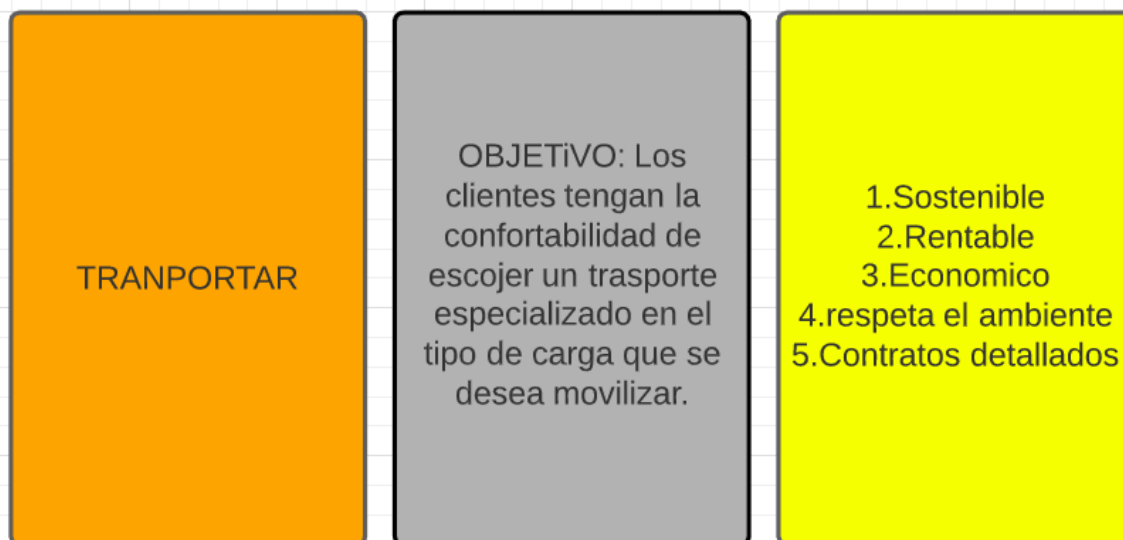 TRANPORTAR
OBJETiVO: Los
clientes tengan la
confortabilidad de
escojer un trasporte
especializado en el
tipo de carga que se
desea movilizar.
1.Sostenible
2.Rentable
3.Economico
4.respeta el ambiente
5.Contratos detallados